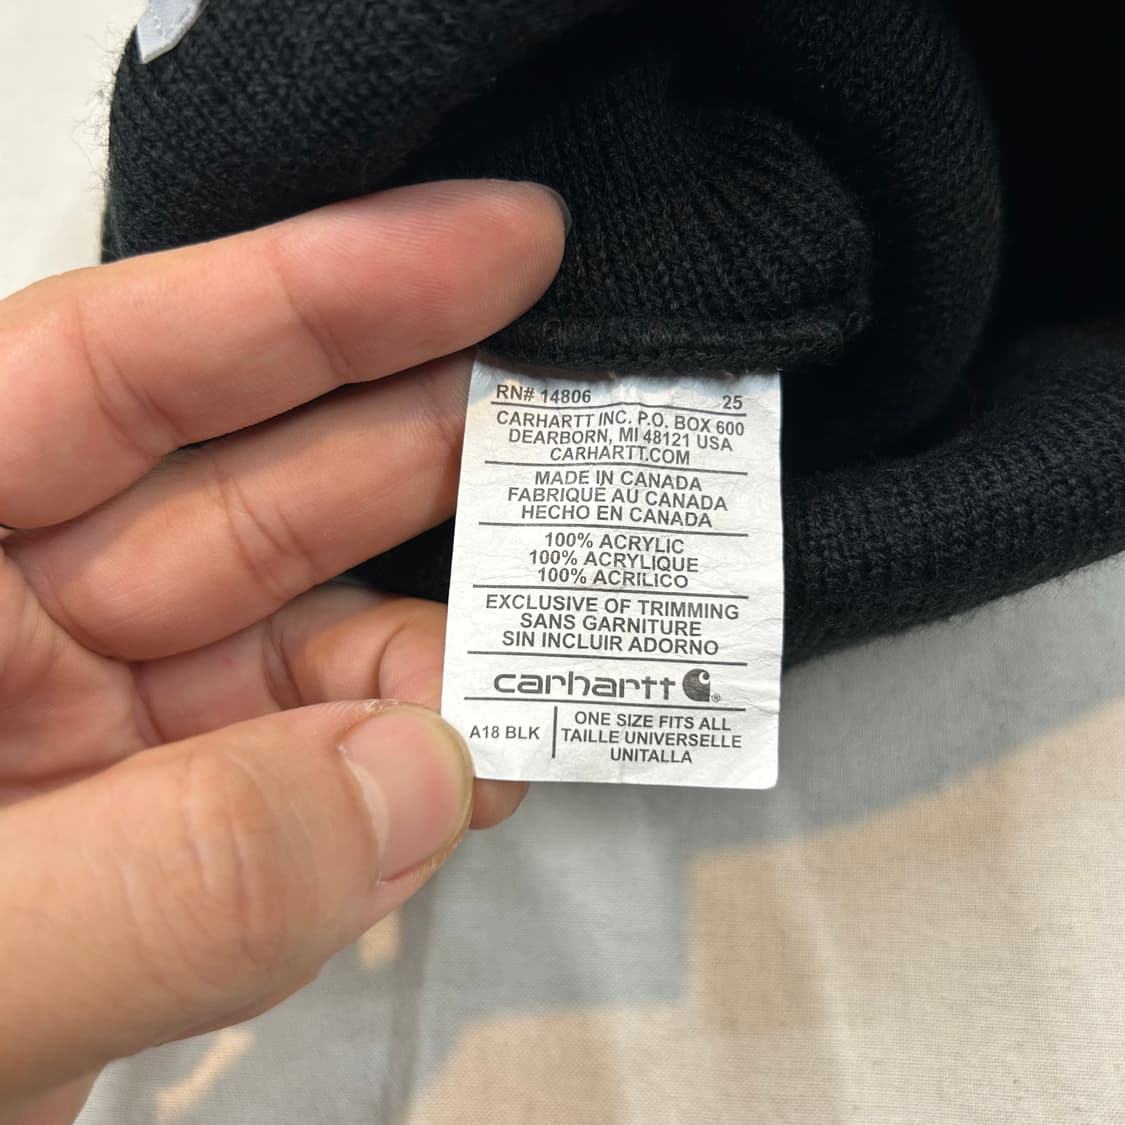 RN# 14806 25
CARHARTT INC. P.O. BOX 600
DEARBORN, MI 48121 USA
CARHARTT.COM
MADE IN CANADA
FABRIQUE AU CANADA
HECHO EN CANADA
100% ACRYLIC
100% ACRYLIQUE
100% ACRILICO
EXCLUSIVE OF TRIMMING
SANS GARNITURE
SIN INCLUIR ADORNO
carhartt ®
A18 BLK
ONE SIZE FITS ALL
TAILLE UNIVERSELLE
UNITALLA